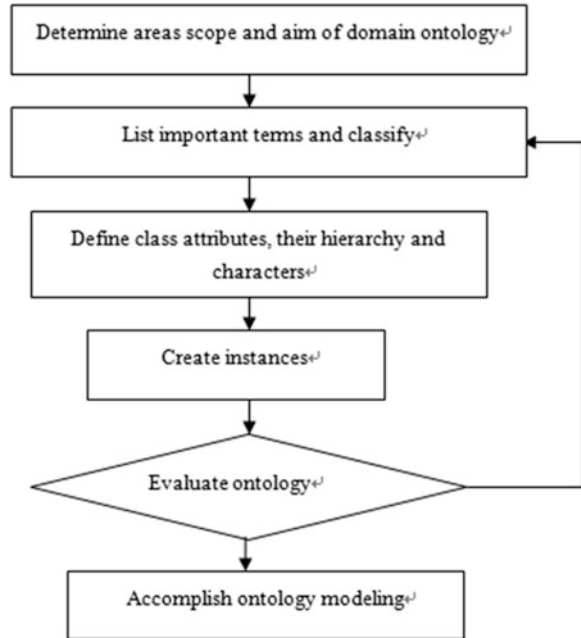 Determine areas scope and aim of domain ontology↵
List important terms and classify↵
Define class attributes, their hierarchy and
characters↵
Create instances↵
Evaluate ontology↵
Accomplish ontology modeling↵